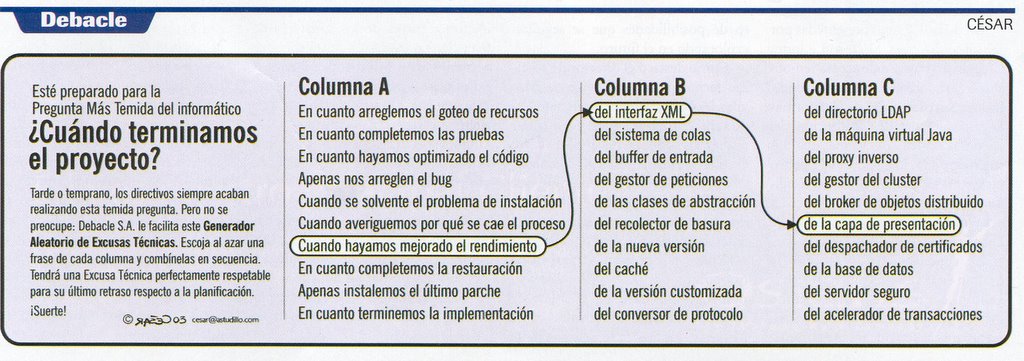 Debacle
CÉSAR
Esté preparado para la
Pregunta Más Temida del informático
¿Cuándo terminamos
el proyecto?
Tarde o temprano, los directivos siempre acaban
realizando esta temida pregunta. Pero no se
preocupe: Debacle S.A. le facilita este Generador
Aleatorio de Excusas Técnicas. Escoja al azar una
frase de cada columna y combínelas en secuencia.
Tendrá una Excusa Técnica perfectamente respetable
para su último retraso respecto a la planificación.
¡Suerte!
© 03 cesar@astudillo.com
Columna A
En cuanto arreglemos el goteo de recursos
En cuanto completemos las pruebas
En cuanto hayamos optimizado el código
Apenas nos arreglen el bug
Cuando se solvente el problema de instalación
Cuando averiguemos por qué se cae el proceso
Cuando hayamos mejorado el rendimiento
En cuanto completemos la restauración
Apenas instalemos el último parche
En cuanto terminemos la implementación
Columna B
del interfaz XML
del sistema de colas
del buffer de entrada
del gestor de peticiones
de las clases de abstracción
del recolector de basura
de la nueva versión
del caché
de la versión customizada
del conversor de protocolo
Columna C
del directorio LDAP
de la máquina virtual Java
del proxy inverso
del gestor del cluster
del broker de objetos distribuido
de la capa de presentación
del despachador de certificados
de la base de datos
del servidor seguro
del acelerador de transacciones